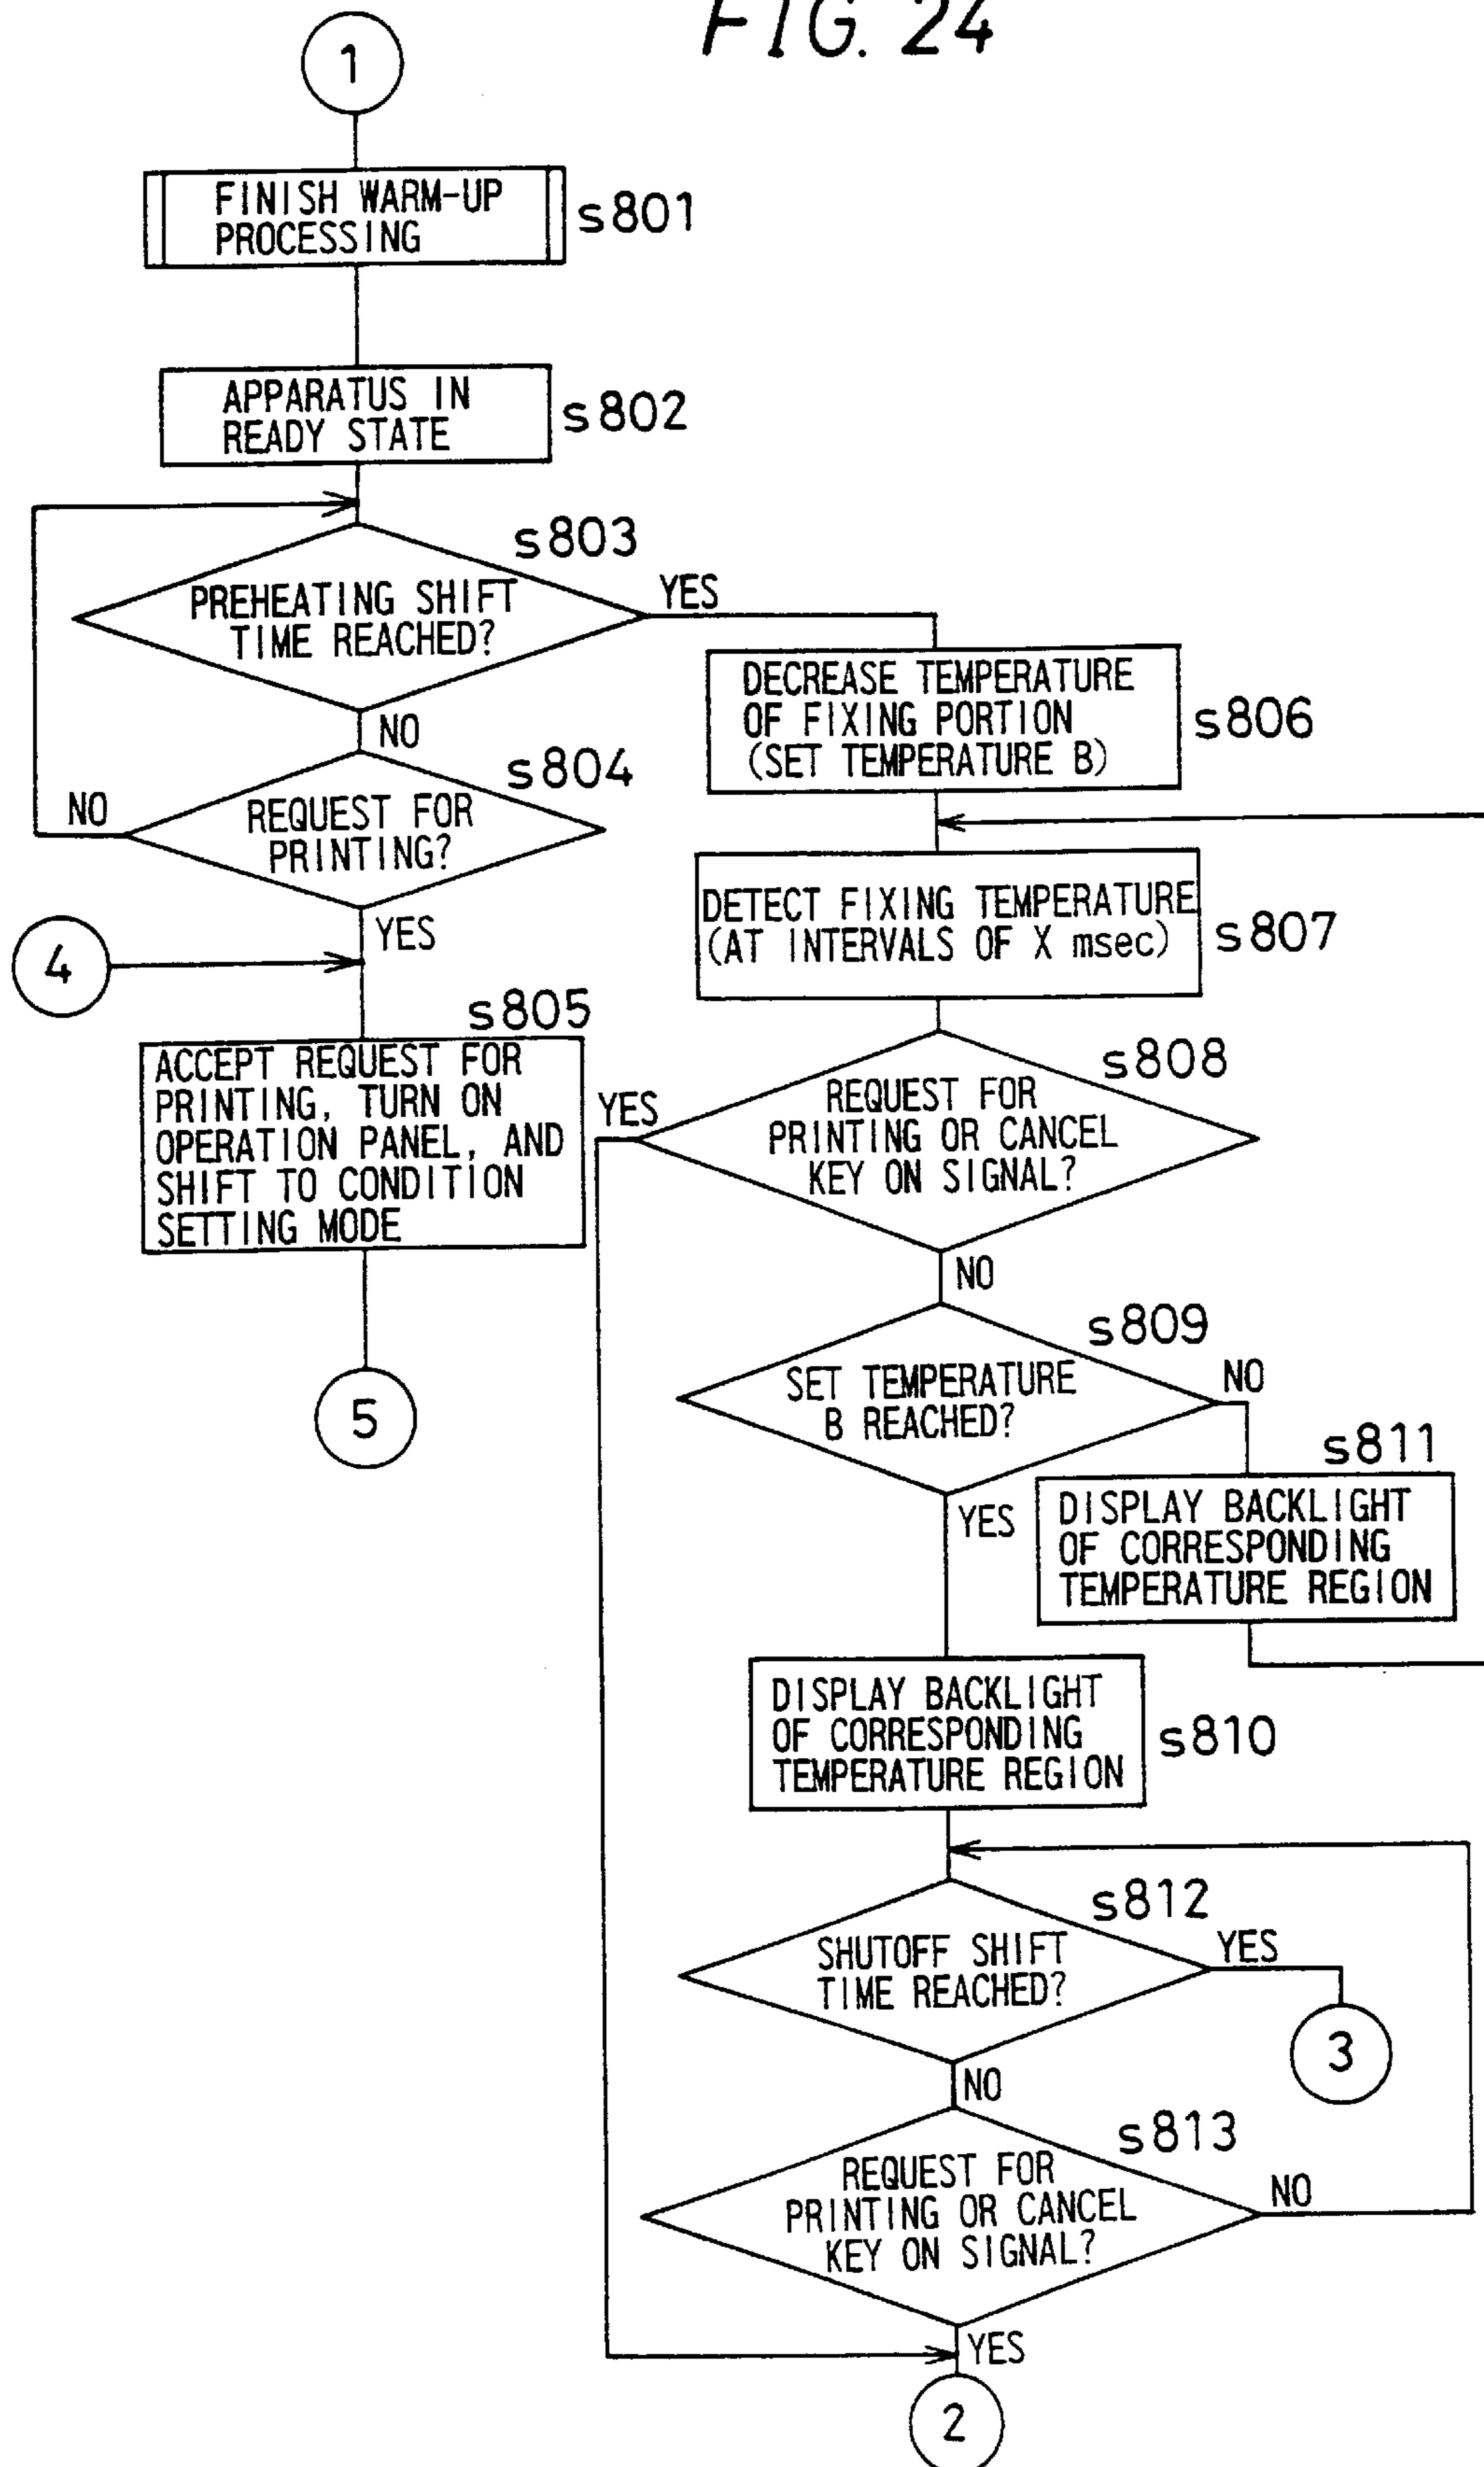 FIG. 24
1
FINISH WARM-UP
PROCESSING
s801
APPARATUS IN
READY STATE
s802
s803
PREHEATING SHIFT
TIME REACHED?
YES
NO
s804
REQUEST FOR
PRINTING?
NO
YES
4
s805
ACCEPT REQUEST FOR
PRINTING, TURN ON
OPERATION PANEL, AND
SHIFT TO CONDITION
SETTING MODE
5
DECREASE TEMPERATURE
OF FIXING PORTION
(SET TEMPERATURE B)
s806
DETECT FIXING TEMPERATURE
(AT INTERVALS OF X msec)
s807
s808
REQUEST FOR
PRINTING OR CANCEL
KEY ON SIGNAL?
YES
NO
s809
SET TEMPERATURE
B REACHED?
NO
YES
s811
DISPLAY BACKLIGHT
OF CORRESPONDING
TEMPERATURE REGION
DISPLAY BACKLIGHT
OF CORRESPONDING
TEMPERATURE REGION
s810
s812
SHUTOFF SHIFT
TIME REACHED?
YES
3
NO
s813
REQUEST FOR
PRINTING OR CANCEL
KEY ON SIGNAL?
NO
YES
2